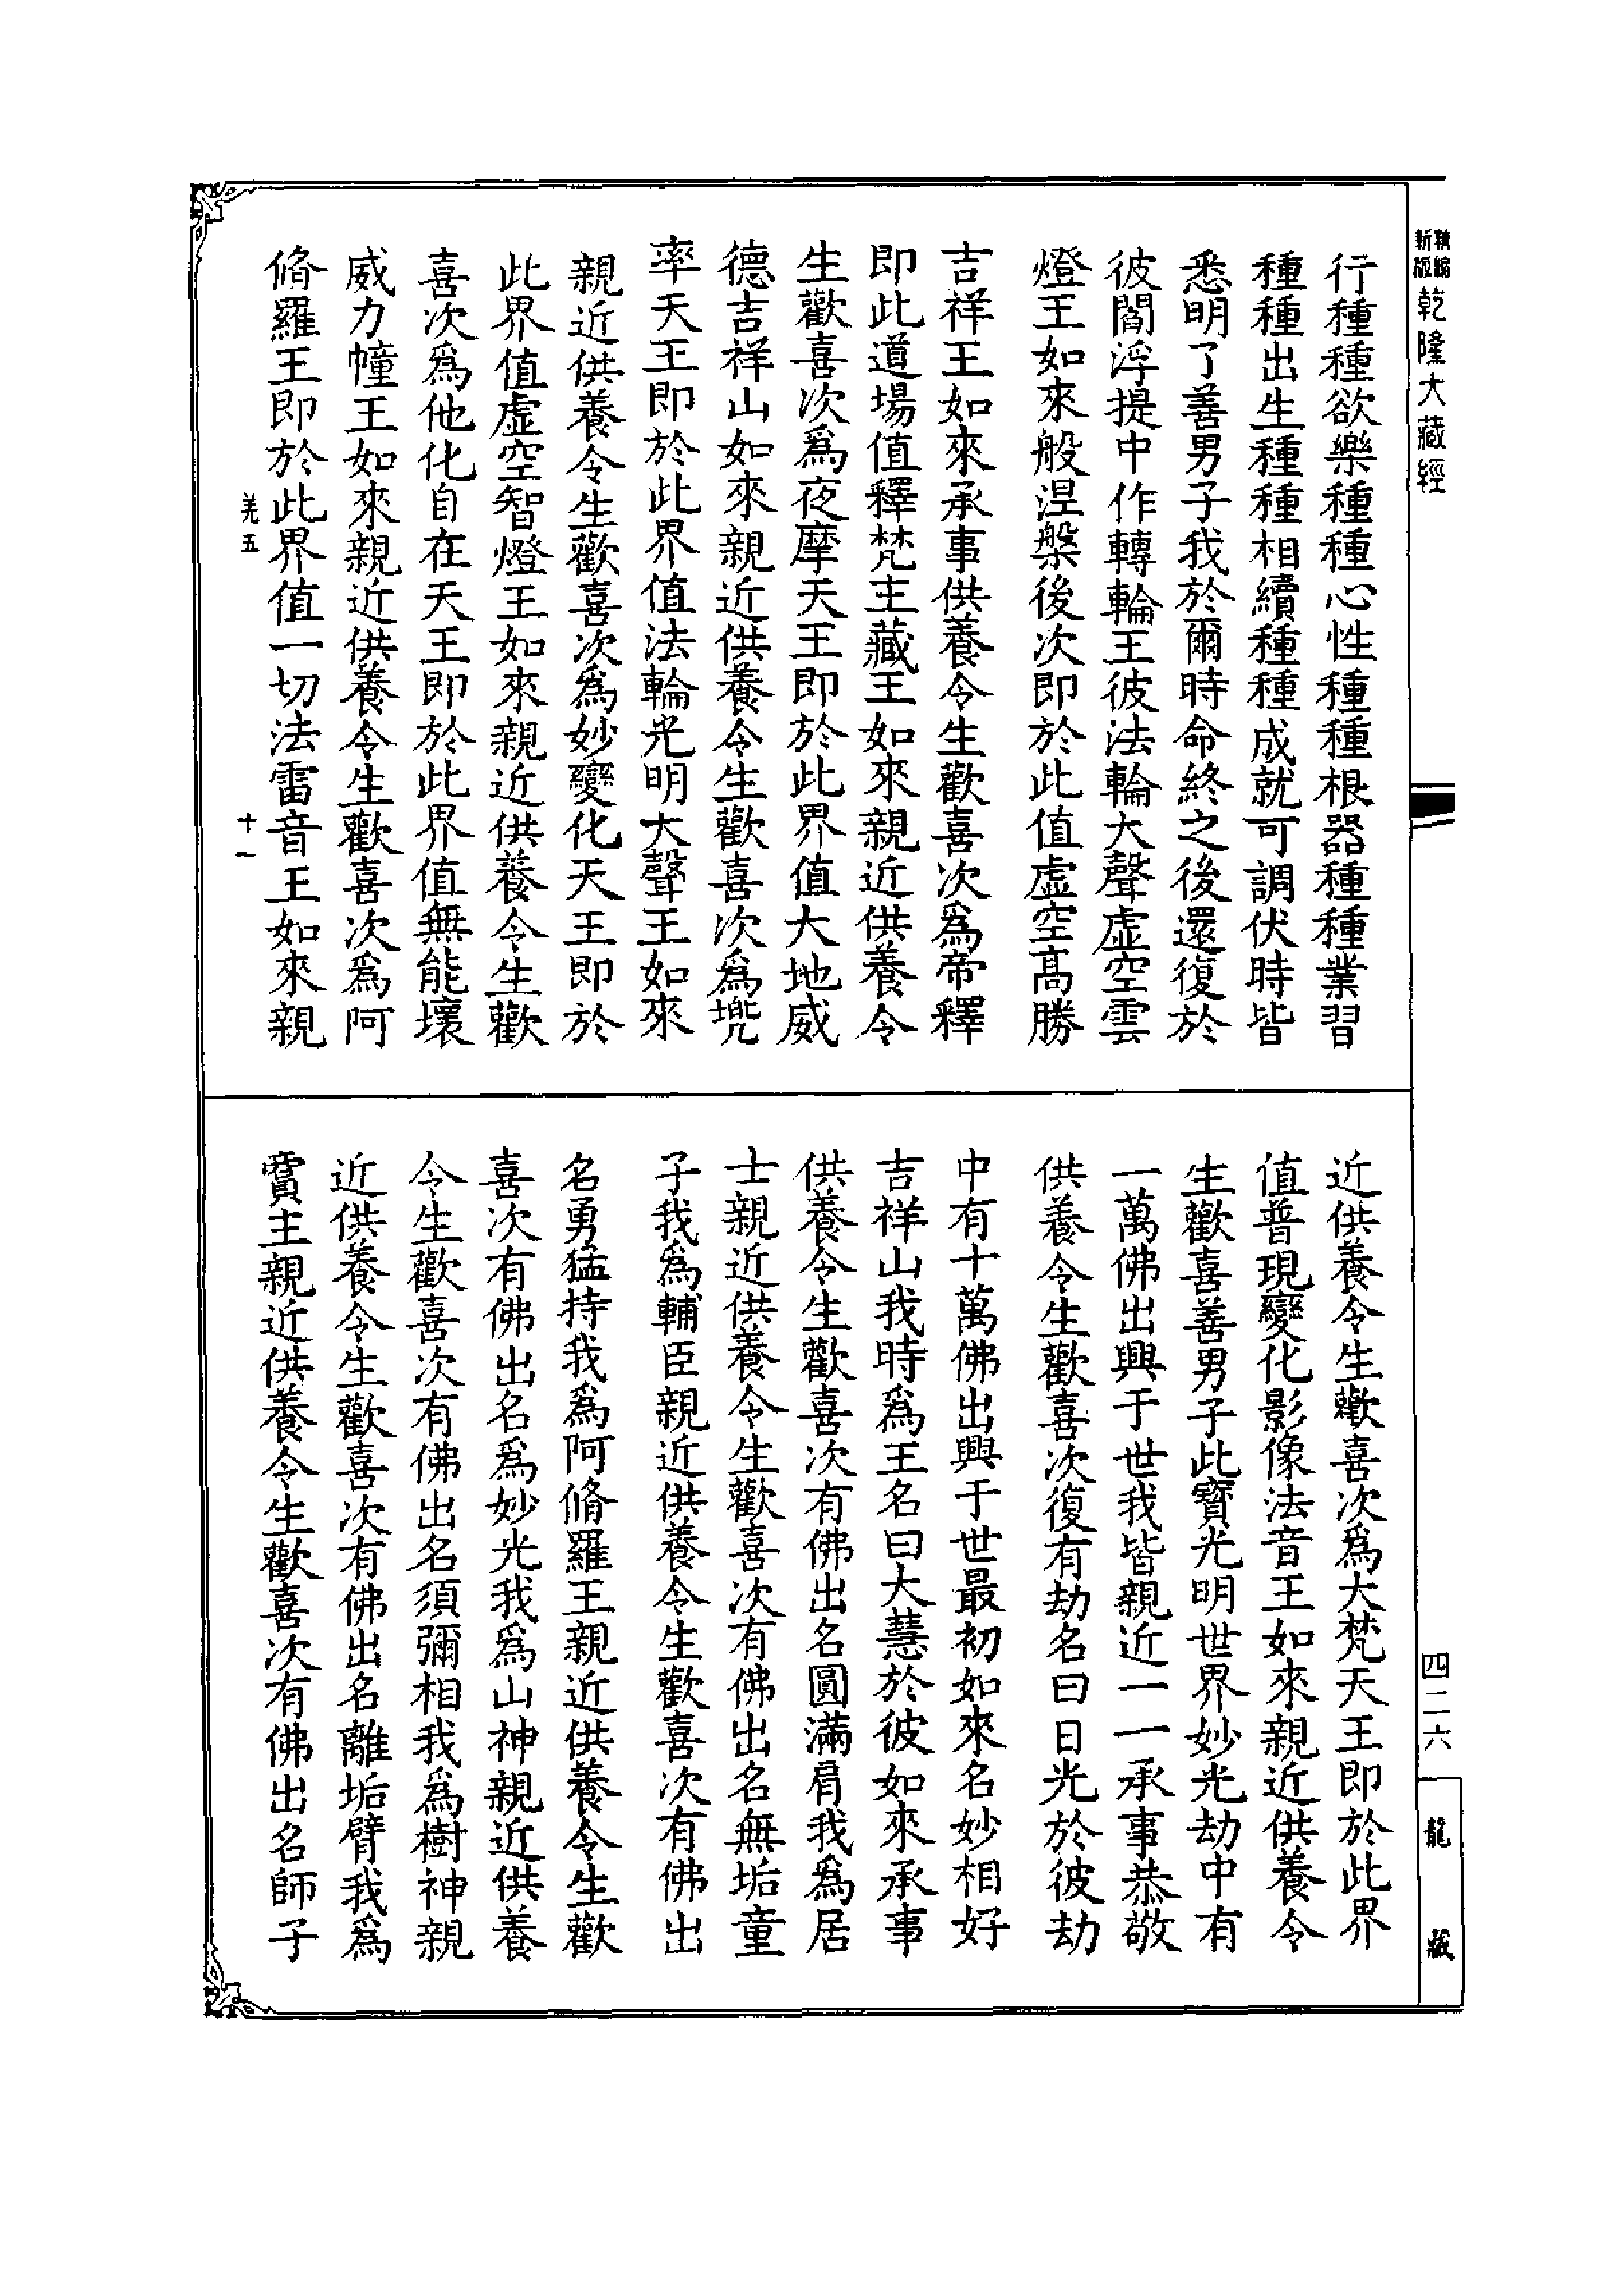 精縮新版乾隆大藏經
行種種欲樂種種心性種種根器種種業習
種種出生種種相續種種成就可調伏時皆
悉明了善男子我於爾時命終之後還復於
彼閻浮提中作轉輪王彼法輪大聲虛空雲
燈王如來般涅槃後次即於此值虛空高勝
吉祥王如來承事供養令生歡喜次爲帝釋
即此道場值釋梵主藏王如來親近供養令
生歡喜次爲夜摩天王即於此界值大地威
德吉祥山如來親近供養令生歡喜次爲兠
率天王即於此界值法輪光明大聲王如來
親近供養令生歡喜次爲妙變化天王即於
此界值虛空智燈王如來親近供養令生歡
喜次爲他化自在天王即於此界值無能壞
威力幢王如來親近供養令生歡喜次爲阿
脩羅王即於此界值一切法雷音王如來親
羌五 十一
近供養令生歡喜次爲大梵天王即於此界
值普現變化影像法音王如來親近供養令
生歡喜善男子此寶光明世界妙光劫中有
一萬佛出興于世我皆親近一一承事恭敬
供養令生歡喜次復有劫名曰日光於彼劫
中有十萬佛出興于世最初如來名妙相好
吉祥山我時爲王名曰大慧於彼如來承事
供養令生歡喜次有佛出名圓滿肩我爲居
士親近供養令生歡喜次有佛出名無垢童
子我爲輔臣親近供養令生歡喜次有佛出
名勇猛持我爲阿脩羅王親近供養令生歡
喜次有佛出名爲妙光我爲山神親近供養
令生歡喜次有佛出名須彌相我爲樹神親
近供養令生歡喜次有佛出名離垢臂我爲
賈主親近供養令生歡喜次有佛出名師子
四二六
龍藏